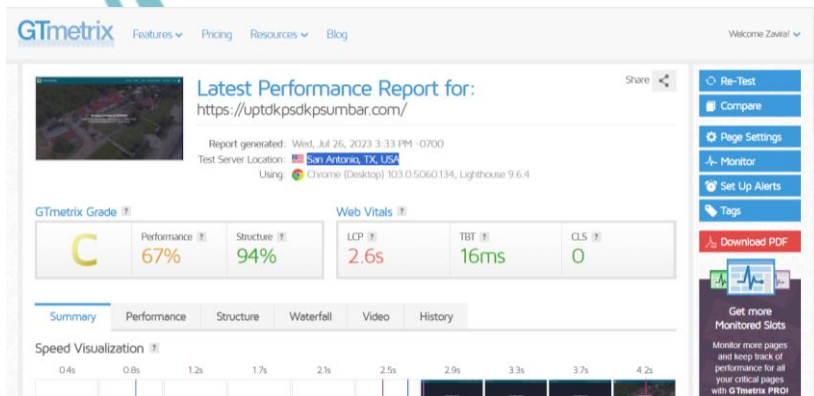 GTmetrix Features Pricing Resources Blog Welcome Zavira!
Latest Performance Report for:
https://uptdkpsdkpsumbar.com/
Share
Report generated: Wed, Jul 26, 2023 3:33 PM -0700
Test Server Location: San Antonio, TX, USA
Using: Chrome (Desktop) 103.0.5060.134, Lighthouse 9.6.4
GTmetrix Grade ?
C
Performance ?
67%
Structure ?
94%
Web Vitals ?
LCP ?
2.6s
TBT ?
16ms
CLS ?
0
Summary Performance Structure Waterfall Video History
Speed Visualization ?
0.4s 0.8s 1.2s 1.7s 2.1s 2.5s 2.9s 3.3s 3.7s 4.2s
Re-Test
Compare
Page Settings
Monitor
Set Up Alerts
Tags
Download PDF
Get more
Monitored Slots
Monitor more pages
and keep track of
performance for all
your critical pages
with GTmetrix PRO!